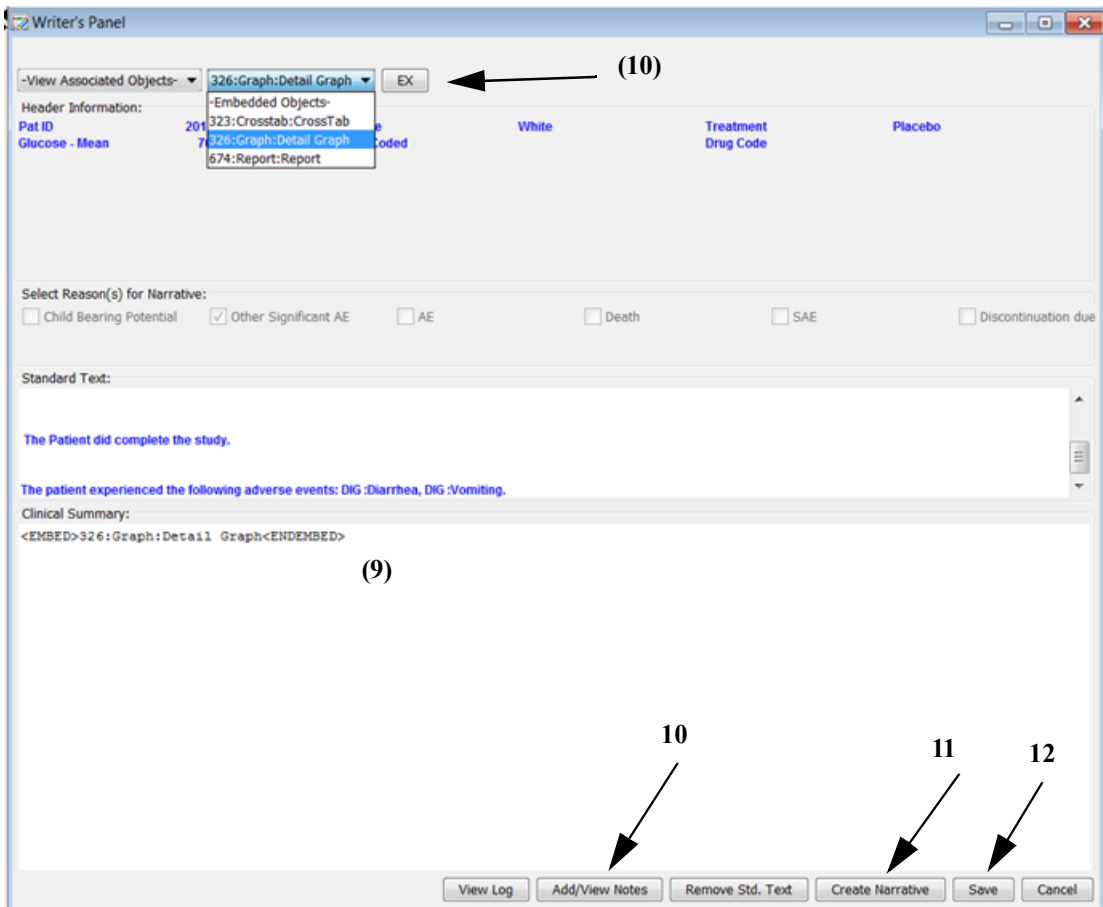 Writer's Panel
(10)
-View Associated Objects- 326:Graph:Detail Graph EX
-Embedded Objects-
323:Crosstab:CrossTab
326:Graph:Detail Graph
674:Report:Report
Header Information:
Pat ID 201 White Treatment Placebo
Glucose - Mean Coded Drug Code
Select Reason(s) for Narrative:
Child Bearing Potential Other Significant AE AE Death SAE Discontinuation due
Standard Text:
The Patient did complete the study.
The patient experienced the following adverse events: DIG :Diarrhea, DIG :Vomiting.
Clinical Summary:
<EMBED>326:Graph:Detail Graph<ENDEMBED>
(9)
10 11 12
View Log Add/View Notes Remove Std. Text Create Narrative Save Cancel